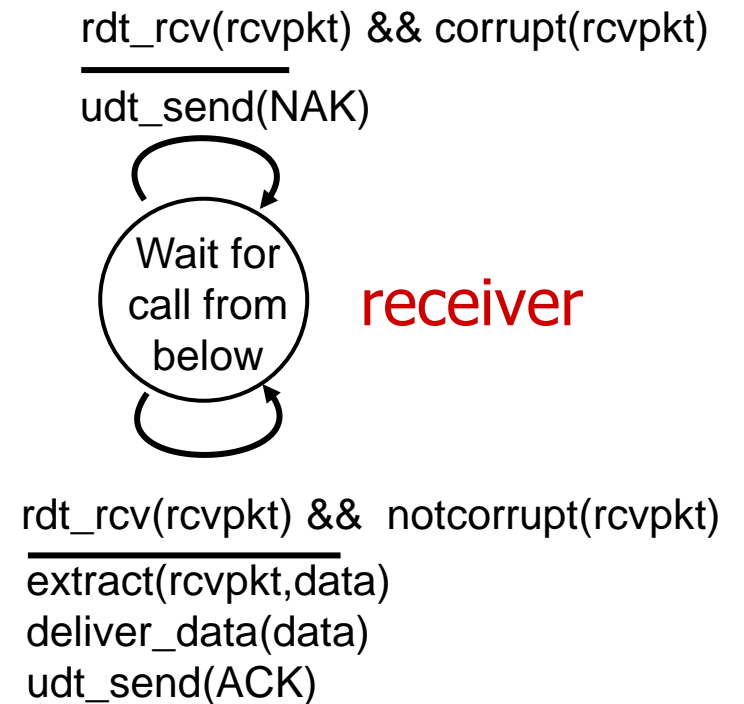 rdt_rcv(rcvpkt) && corrupt(rcvpkt)
udt_send(NAK)
Wait for
call from
below
receiver
rdt_rcv(rcvpkt) && notcorrupt(rcvpkt)
extract(rcvpkt,data)
deliver_data(data)
udt_send(ACK)